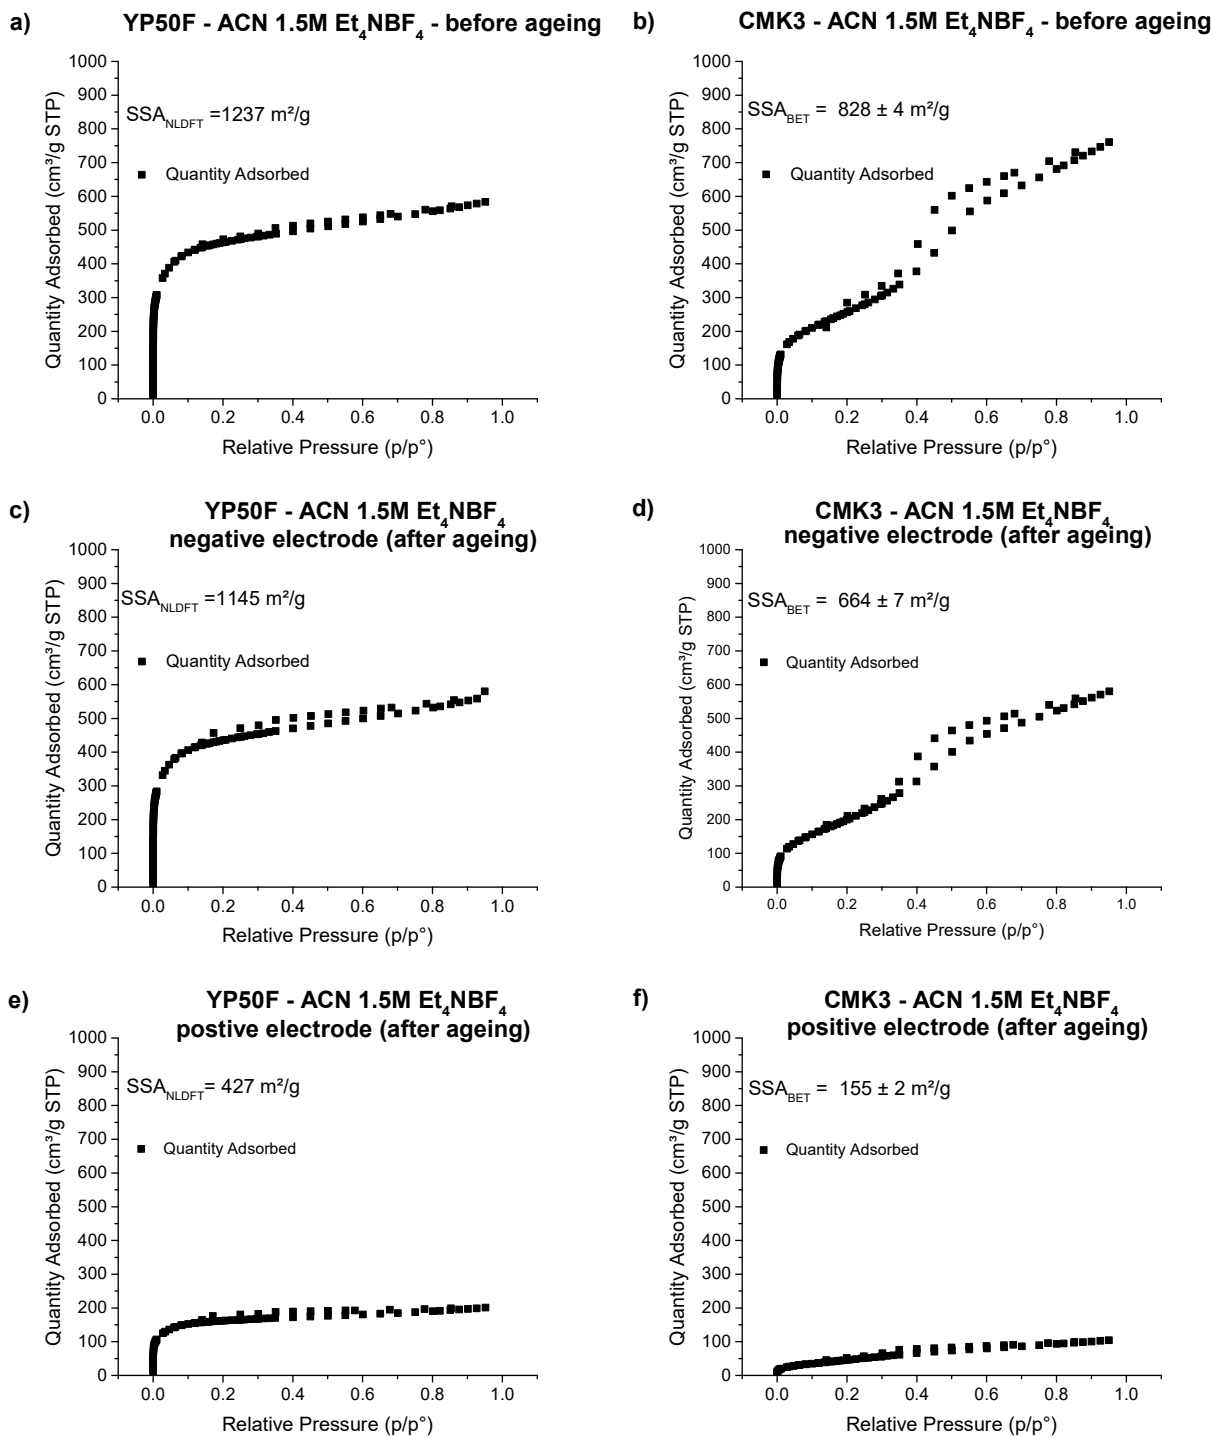 a) YP50F - ACN 1.5M Et4NBF4 - before ageing
1000
900
800
700
600
500
400
300
200
100
0
Quantity Adsorbed (cm³/g STP)
SSANLDFT =1237 m²/g
Quantity Adsorbed
0.0 0.2 0.4 0.6 0.8 1.0
Relative Pressure (p/p°)
b) CMK3 - ACN 1.5M Et4NBF4 - before ageing
1000
900
800
700
600
500
400
300
200
100
0
Quantity Adsorbed (cm³/g STP)
SSABET = 828 ± 4 m²/g
Quantity Adsorbed
0.0 0.2 0.4 0.6 0.8 1.0
Relative Pressure (p/p°)
c) YP50F - ACN 1.5M Et4NBF4
negative electrode (after ageing)
1000
900
800
700
600
500
400
300
200
100
0
Quantity Adsorbed (cm³/g STP)
SSANLDFT =1145 m²/g
Quantity Adsorbed
0.0 0.2 0.4 0.6 0.8 1.0
Relative Pressure (p/p°)
d) CMK3 - ACN 1.5M Et4NBF4
negative electrode (after ageing)
1000
900
800
700
600
500
400
300
200
100
0
Quantity Adsorbed (cm³/g STP)
SSABET = 664 ± 7 m²/g
Quantity Adsorbed
0.0 0.2 0.4 0.6 0.8 1.0
Relative Pressure (p/p°)
e) YP50F - ACN 1.5M Et4NBF4
postive electrode (after ageing)
1000
900
800
700
600
500
400
300
200
100
0
Quantity Adsorbed (cm³/g STP)
SSANLDFT= 427 m²/g
Quantity Adsorbed
0.0 0.2 0.4 0.6 0.8 1.0
Relative Pressure (p/p°)
f) CMK3 - ACN 1.5M Et4NBF4
positive electrode (after ageing)
1000
900
800
700
600
500
400
300
200
100
0
Quantity Adsorbed (cm³/g STP)
SSABET = 155 ± 2 m²/g
Quantity Adsorbed
0.0 0.2 0.4 0.6 0.8 1.0
Relative Pressure (p/p°)